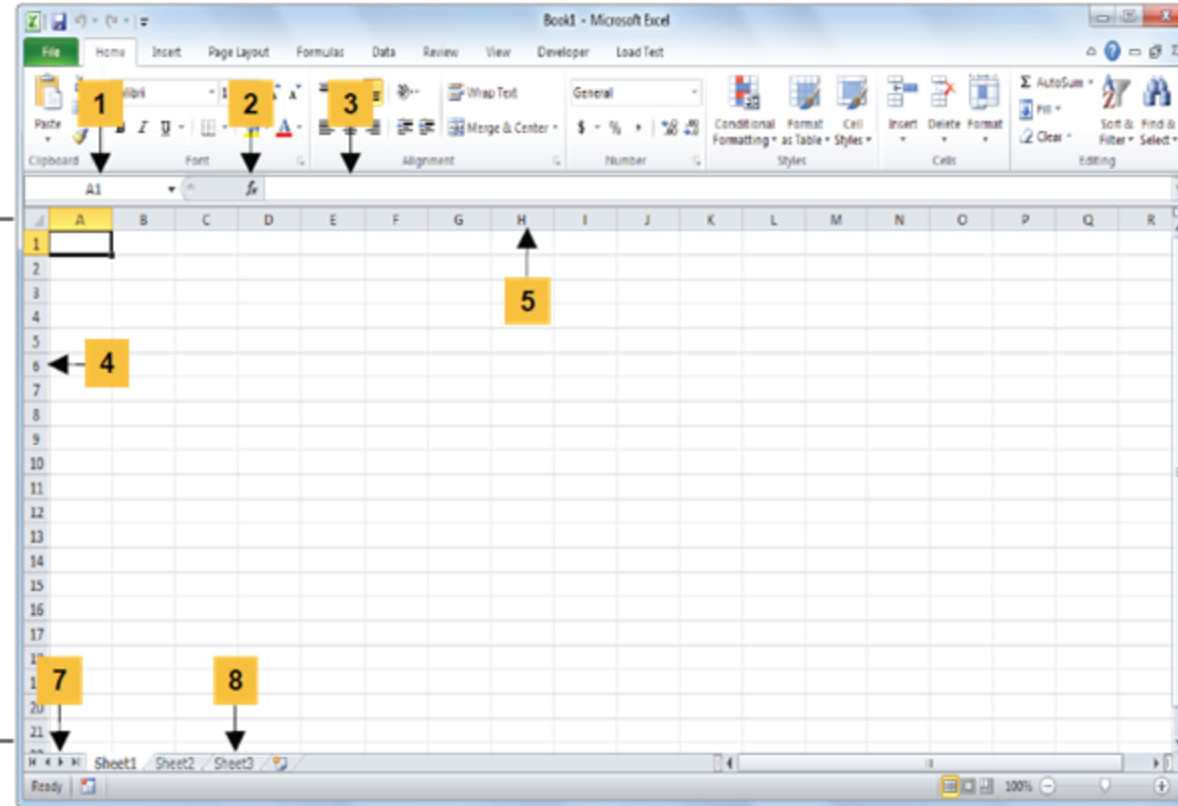 Book1 - Microsoft Excel
File Home Insert Page Layout Formulas Data Review View Developer Load Test
1 2 3
Wrap Text General Σ AutoSum
Paste B I U Merge & Center $ % , Conditional Formatting Format as Table Cell Styles Insert Delete Format Fill Clear Sort & Filter Find & Select
Clipboard Font Alignment Number Styles Cells Editing
A1 fx
A B C D E F G H I J K L M N O P Q R
1
2
3
5
4
5
6 4
7
8
9
10
11
12
13
14
15
16
17
7 8
20
21
Sheet1 Sheet2 Sheet3
Ready 100%